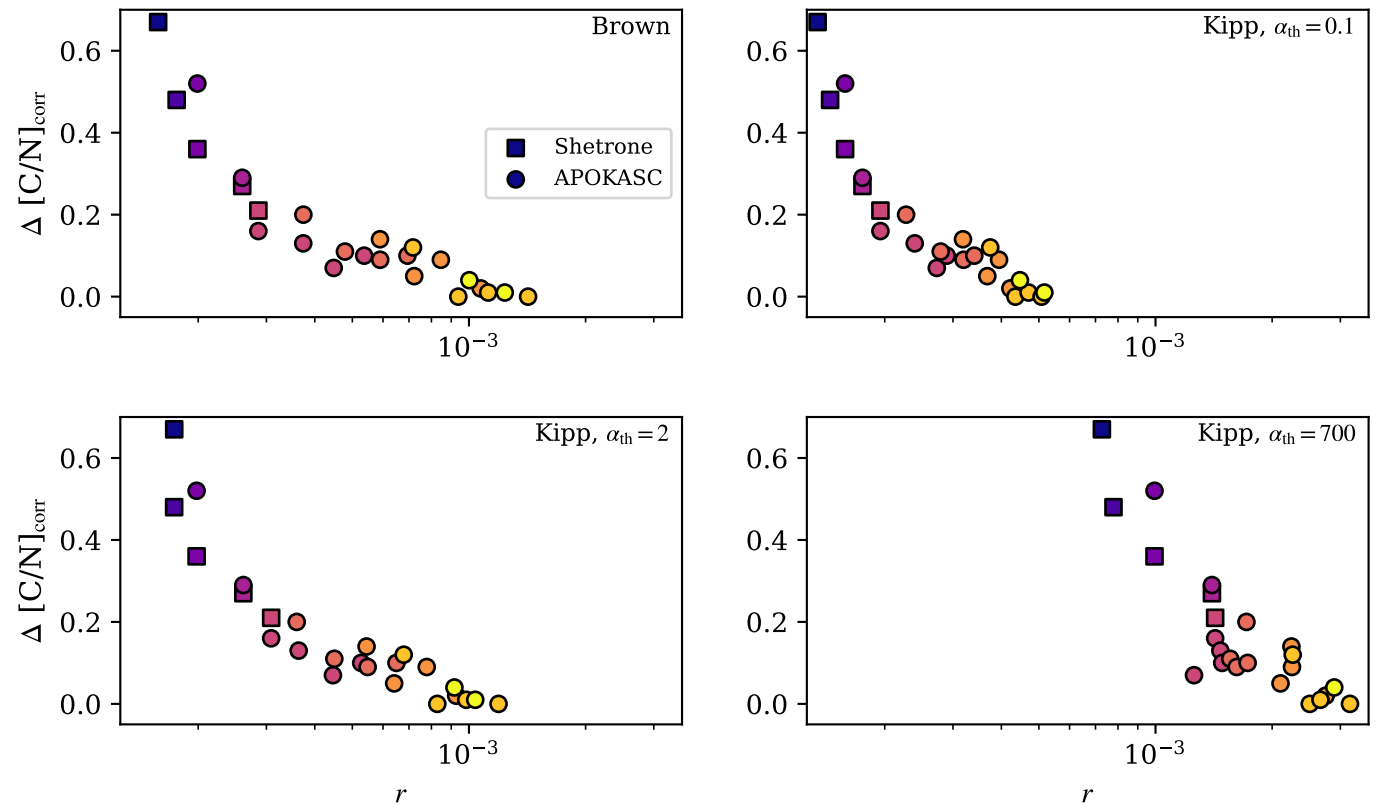 Brown
Δ [C/N]corr
0.6
0.4
0.2
0.0
Shetrone
APOKASC
10⁻³
Kipp, αth = 0.1
0.6
0.4
0.2
0.0
10⁻³
Kipp, αth = 2
Δ [C/N]corr
0.6
0.4
0.2
0.0
10⁻³
r
Kipp, αth = 700
0.6
0.4
0.2
0.0
10⁻³
r